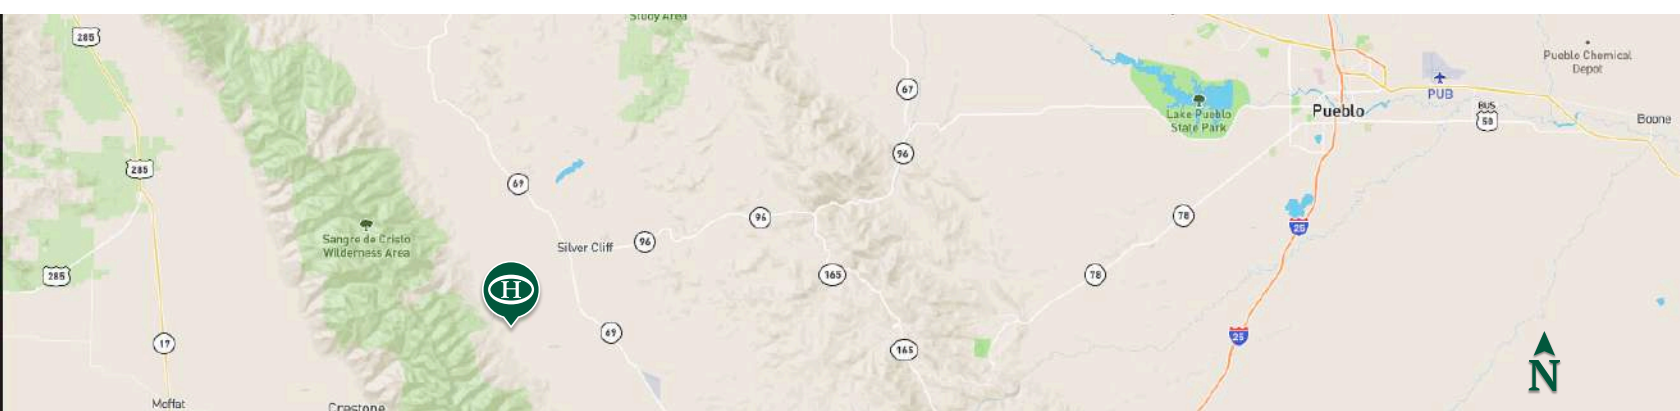 Study Area
285
67
Pueblo Chemical
Depot
PUB
Lake Pueblo
State Park
Pueblo
BUS
50
Boone
96
285
69
78
96
25
Sangre de Cristo
Wilderness Area
Silver Cliff
96
285
165
78
H
69
25
17
165
N
Moffat
Crestone